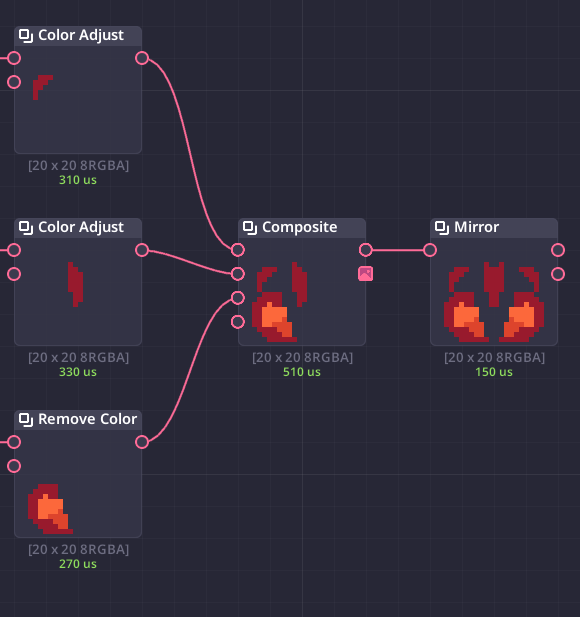 Color Adjust
[20 x 20 8RGBA]
310 us
Color Adjust
[20 x 20 8RGBA]
330 us
Composite
[20 x 20 8RGBA]
510 us
Mirror
[20 x 20 8RGBA]
150 us
Remove Color
[20 x 20 8RGBA]
270 us